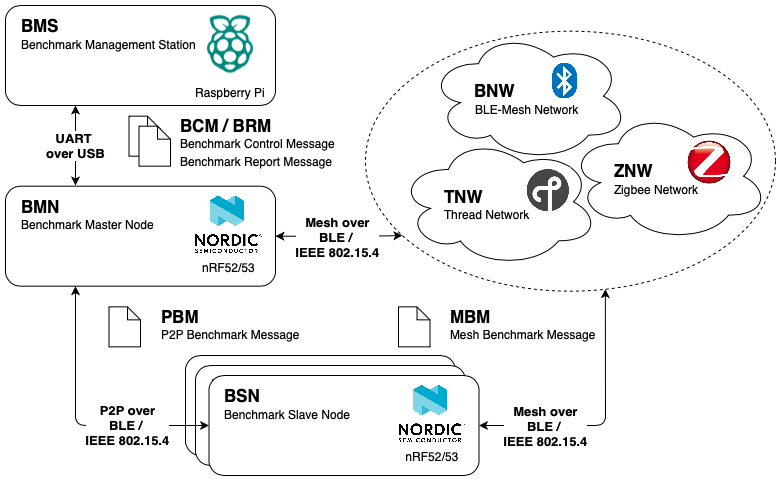 BMS
Benchmark Management Station
Raspberry Pi
UART
over USB
BCM / BRM
Benchmark Control Message
Benchmark Report Message
BNW
BLE-Mesh Network
ZNW
Zigbee Network
TNW
Thread Network
BMN
Benchmark Master Node
NORDIC
SEMICONDUCTOR
nRF52/53
Mesh over
BLE /
IEEE 802.15.4
PBM
P2P Benchmark Message
MBM
Mesh Benchmark Message
P2P over
BLE /
IEEE 802.15.4
BSN
Benchmark Slave Node
NORDIC
SEMICONDUCTOR
nRF52/53
Mesh over
BLE /
IEEE 802.15.4